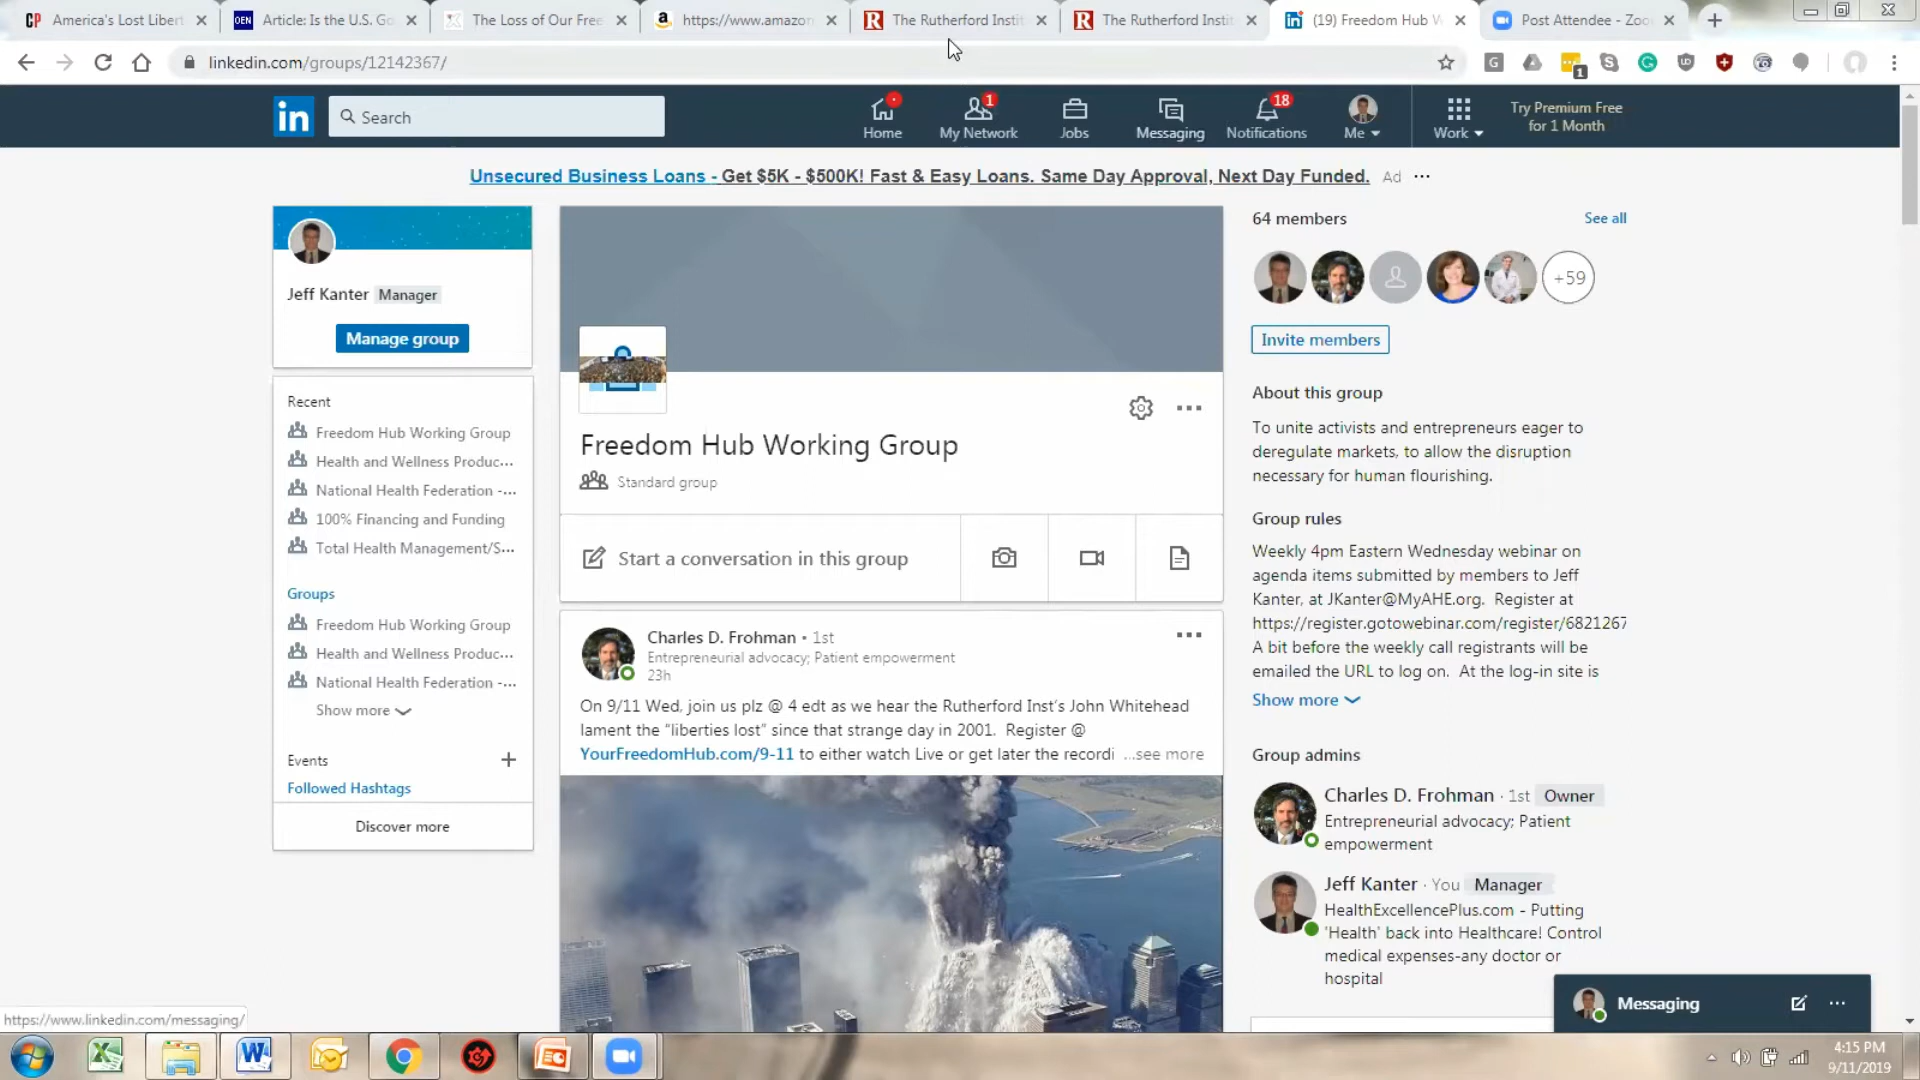 America's Lost Libert
Article: Is the U.S. Go
The Loss of Our Free
https://www.amazon
The Rutherford Instit
The Rutherford Instit
(19) Freedom Hub W
Post Attendee - Zoo
linkedin.com/groups/12142367/
Search
Home
My Network
1
Jobs
Messaging
Notifications
18
Me
Work
Try Premium Free
for 1 Month
Unsecured Business Loans - Get $5K - $500K! Fast & Easy Loans. Same Day Approval, Next Day Funded. Ad
Jeff Kanter Manager
Manage group
Recent
Freedom Hub Working Group
Health and Wellness Produc...
National Health Federation -...
100% Financing and Funding
Total Health Management/S...
Groups
Freedom Hub Working Group
Health and Wellness Produc...
National Health Federation -...
Show more
Events
Followed Hashtags
Discover more
Freedom Hub Working Group
Standard group
Start a conversation in this group
Charles D. Frohman • 1st
Entrepreneurial advocacy; Patient empowerment
23h
On 9/11 Wed, join us plz @ 4 edt as we hear the Rutherford Inst's John Whitehead
lament the "liberties lost" since that strange day in 2001. Register @
YourFreedomHub.com/9-11 to either watch Live or get later the recordi ...see more
64 members
See all
+59
Invite members
About this group
To unite activists and entrepreneurs eager to
deregulate markets, to allow the disruption
necessary for human flourishing.
Group rules
Weekly 4pm Eastern Wednesday webinar on
agenda items submitted by members to Jeff
Kanter, at JKanter@MyAHE.org. Register at
https://register.gotowebinar.com/register/6821267
A bit before the weekly call registrants will be
emailed the URL to log on. At the log-in site is
Show more
Group admins
Charles D. Frohman · 1st Owner
Entrepreneurial advocacy; Patient
empowerment
Jeff Kanter · You Manager
HealthExcellencePlus.com - Putting
'Health' back into Healthcare! Control
medical expenses-any doctor or
hospital
Messaging
https://www.linkedin.com/messaging/
4:15 PM
9/11/2019